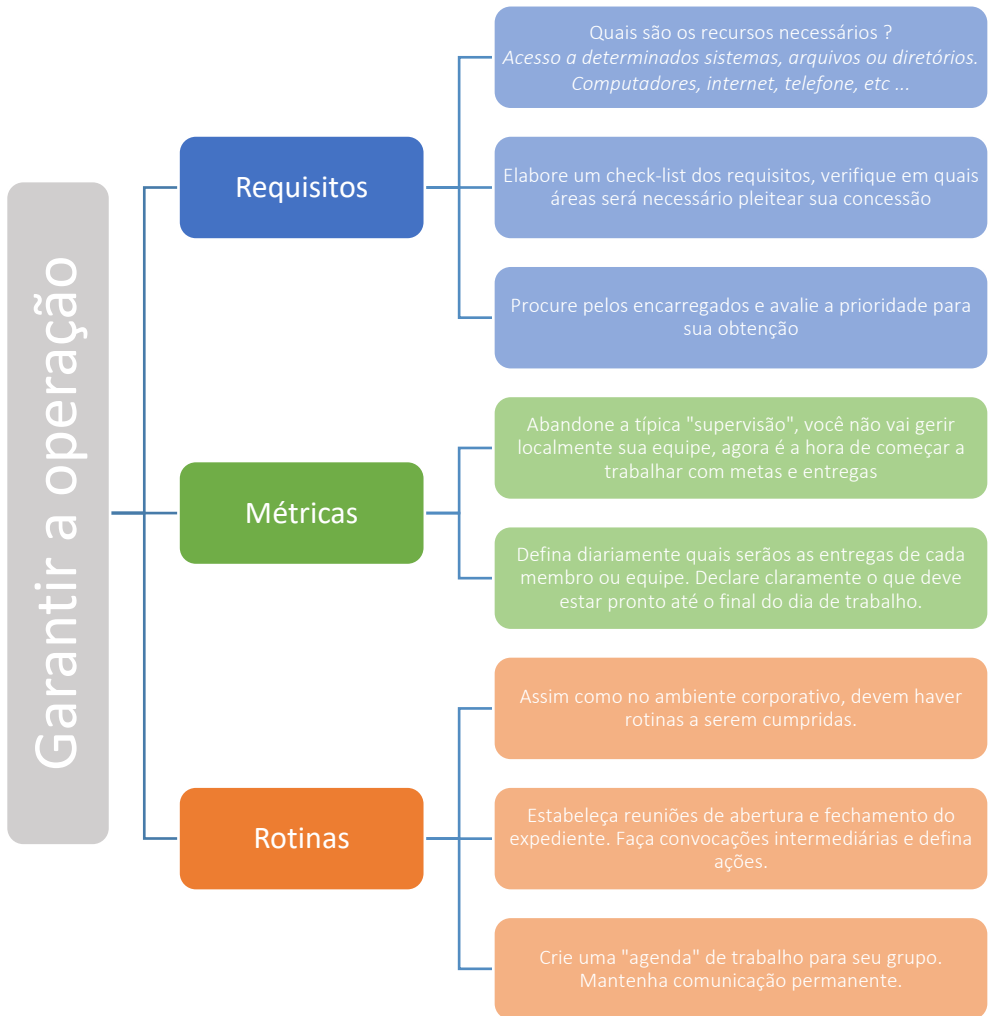 Garantir a operação
Requisitos
Quais são os recursos necessários ?
Acesso a determinados sistemas, arquivos ou diretórios.
Computadores, internet, telefone, etc ...
Elabore um check-list dos requisitos, verifique em quais
áreas será necessário pleitear sua concessão
Procure pelos encarregados e avalie a prioridade para
sua obtenção
Métricas
Abandone a típica "supervisão", você não vai gerir
localmente sua equipe, agora é a hora de começar a
trabalhar com metas e entregas
Defina diariamente quais serãos as entregas de cada
membro ou equipe. Declare claramente o que deve
estar pronto até o final do dia de trabalho.
Rotinas
Assim como no ambiente corporativo, devem haver
rotinas a serem cumpridas.
Estabeleça reuniões de abertura e fechamento do
expediente. Faça convocações intermediárias e defina
ações.
Crie uma "agenda" de trabalho para seu grupo.
Mantenha comunicação permanente.